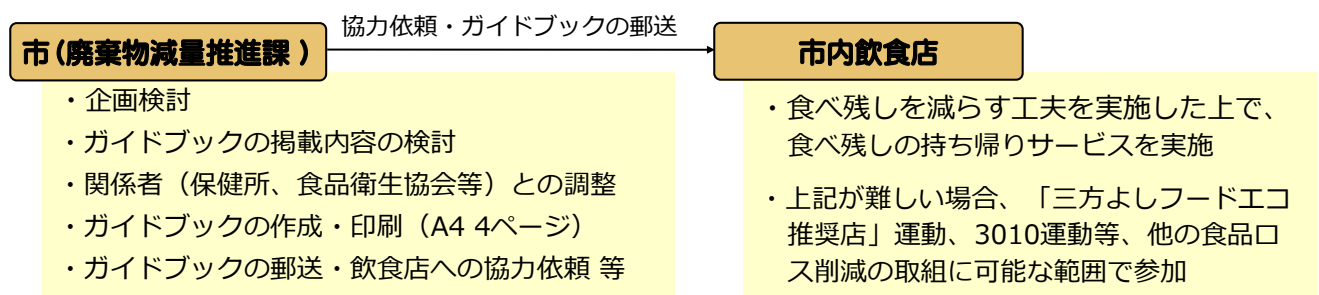 協力依頼・ガイドブックの郵送
市(廃棄物減量推進課 )
・企画検討
・ガイドブックの掲載内容の検討
・関係者（保健所、食品衛生協会等）との調整
・ガイドブックの作成・印刷（A4 4ページ）
・ガイドブックの郵送・飲食店への協力依頼 等
市内飲食店
・食べ残しを減らす工夫を実施した上で、
食べ残しの持ち帰りサービスを実施
・上記が難しい場合、「三方よしフードエコ
推奨店」運動、3010運動等、他の食品ロ
ス削減の取組に可能な範囲で参加